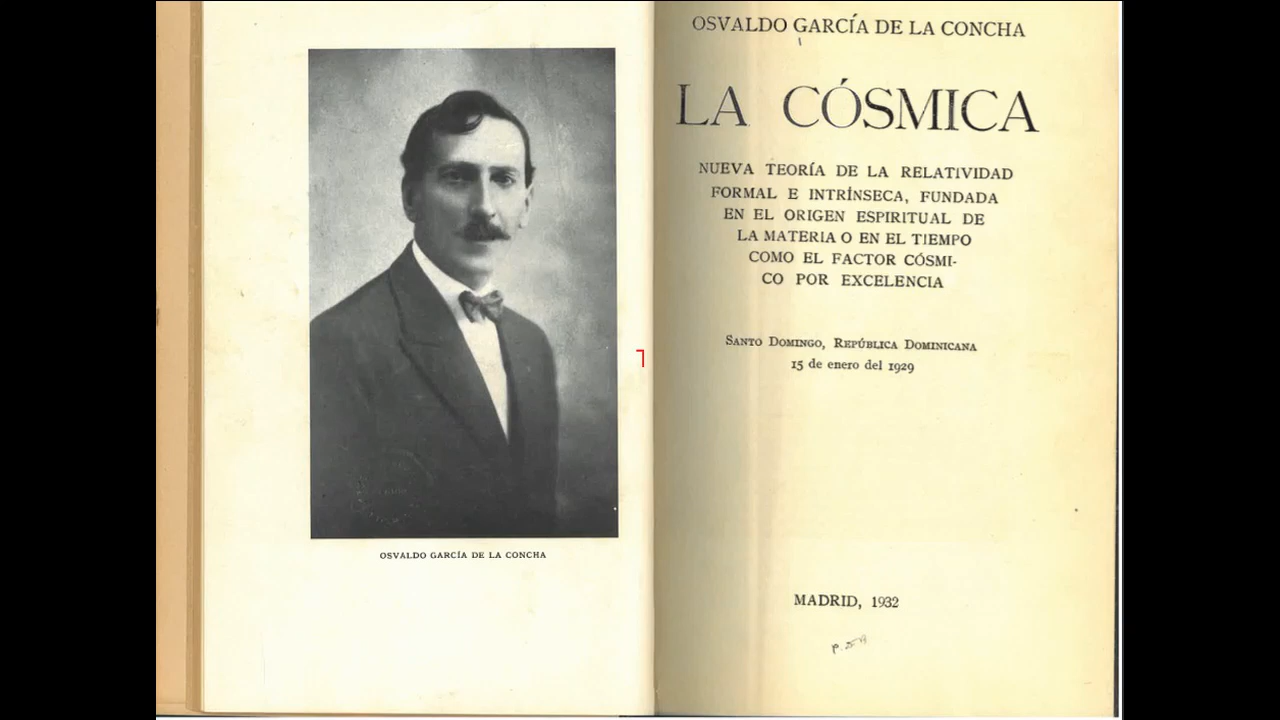 OSVALDO GARCÍA DE LA CONCHA
OSVALDO GARCÍA DE LA CONCHA
LA CÓSMICA
NUEVA TEORÍA DE LA RELATIVIDAD
FORMAL E INTRÍNSECA, FUNDADA
EN EL ORIGEN ESPIRITUAL DE
LA MATERIA O EN EL TIEMPO
COMO EL FACTOR CÓSMI-
CO POR EXCELENCIA
SANTO DOMINGO, REPÚBLICA DOMINICANA
15 de enero del 1929
MADRID, 1932